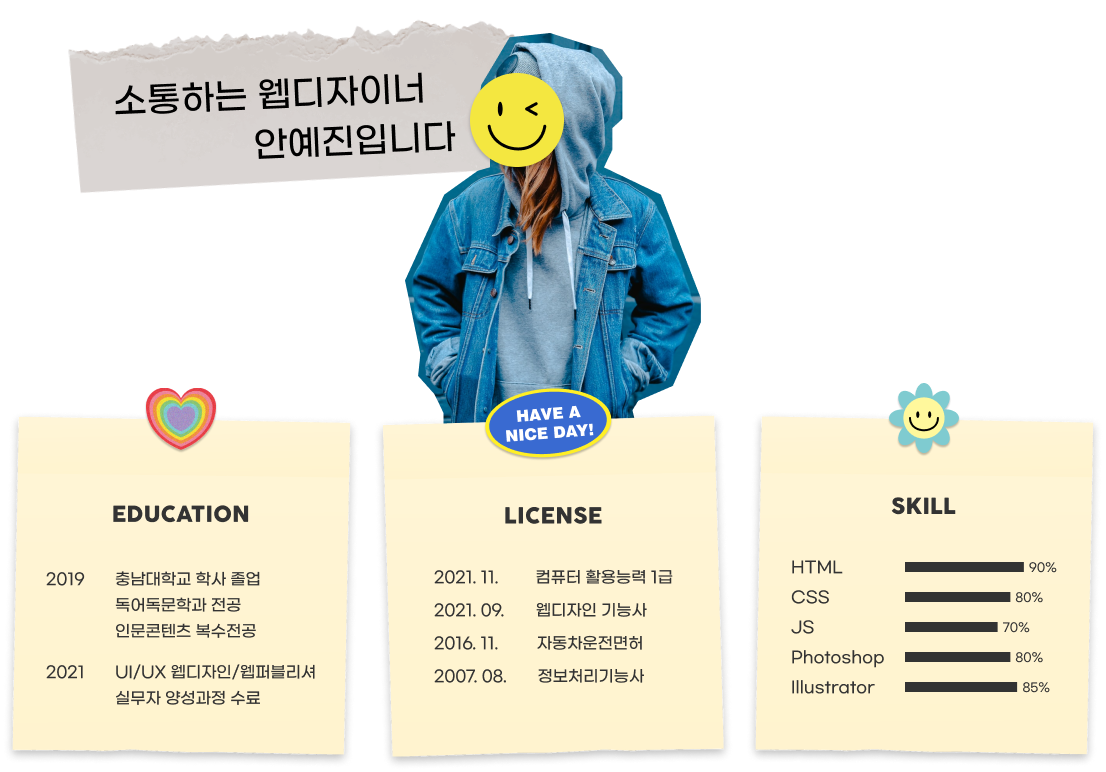 소통하는 웹디자이너
안예진입니다
HAVE A
NICE DAY!
EDUCATION
2019 충남대학교 학사 졸업
독어독문학과 전공
인문콘텐츠 복수전공
2021 UI/UX 웹디자인/웹퍼블리셔
실무자 양성과정 수료
LICENSE
2021. 11. 컴퓨터 활용능력 1급
2021. 09. 웹디자인 기능사
2016. 11. 자동차운전면허
2007. 08. 정보처리기능사
SKILL
HTML 90%
CSS 80%
JS 70%
Photoshop 80%
Illustrator 85%